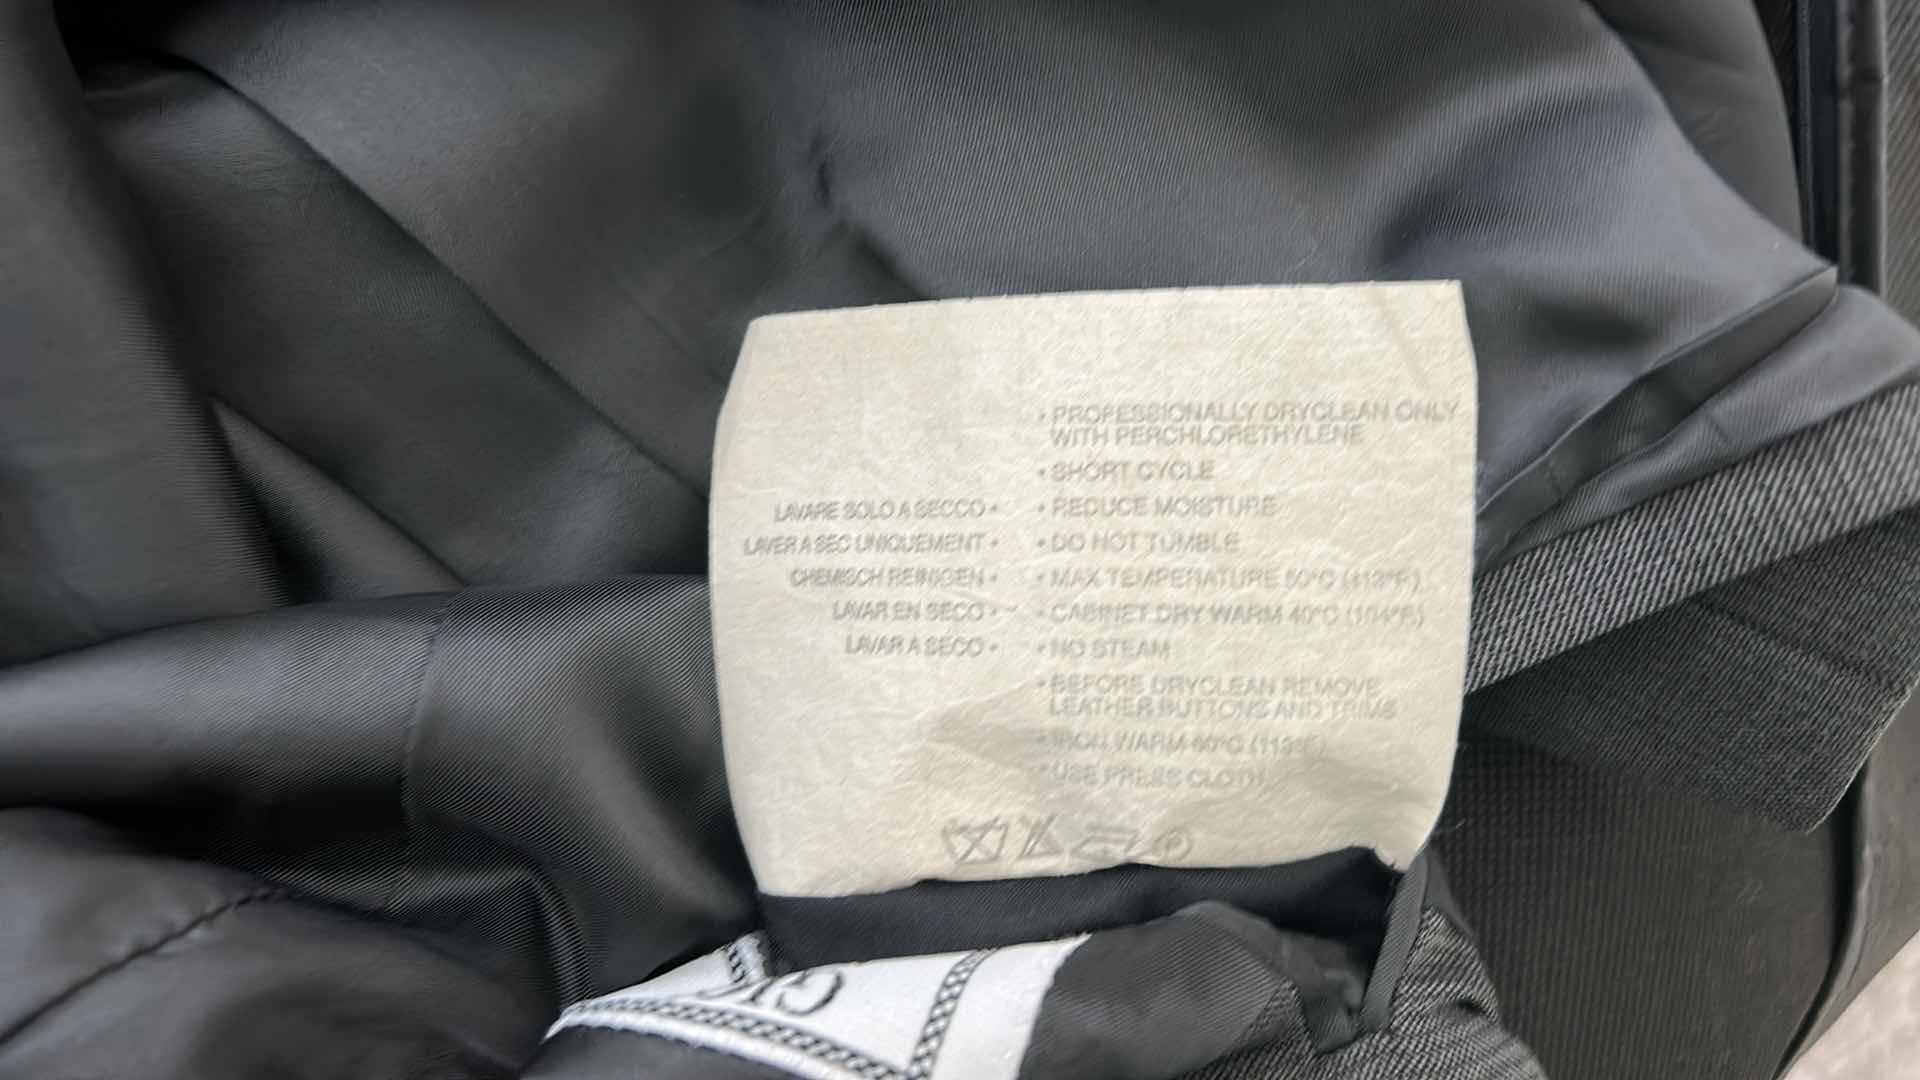 • PROFESSIONALLY DRYCLEAN ONLY
WITH PERCHLORETHYLENE
• SHORT CYCLE
LAVARE SOLO A SECCO • • REDUCE MOISTURE
LAVER A SEC UNIQUEMENT • • DO NOT TUMBLE
CHEMISCH REINIGEN • • MAX TEMPERATURE
LAVAR EN SECO • • CABINET DRY WARM 40°C (104°F)
LAVAR A SECO • • NO STEAM
• BEFORE DRYCLEAN REMOVE
LEATHER BUTTONS AND TRIMS
• IRON WARM
• USE PRESS CLOTH